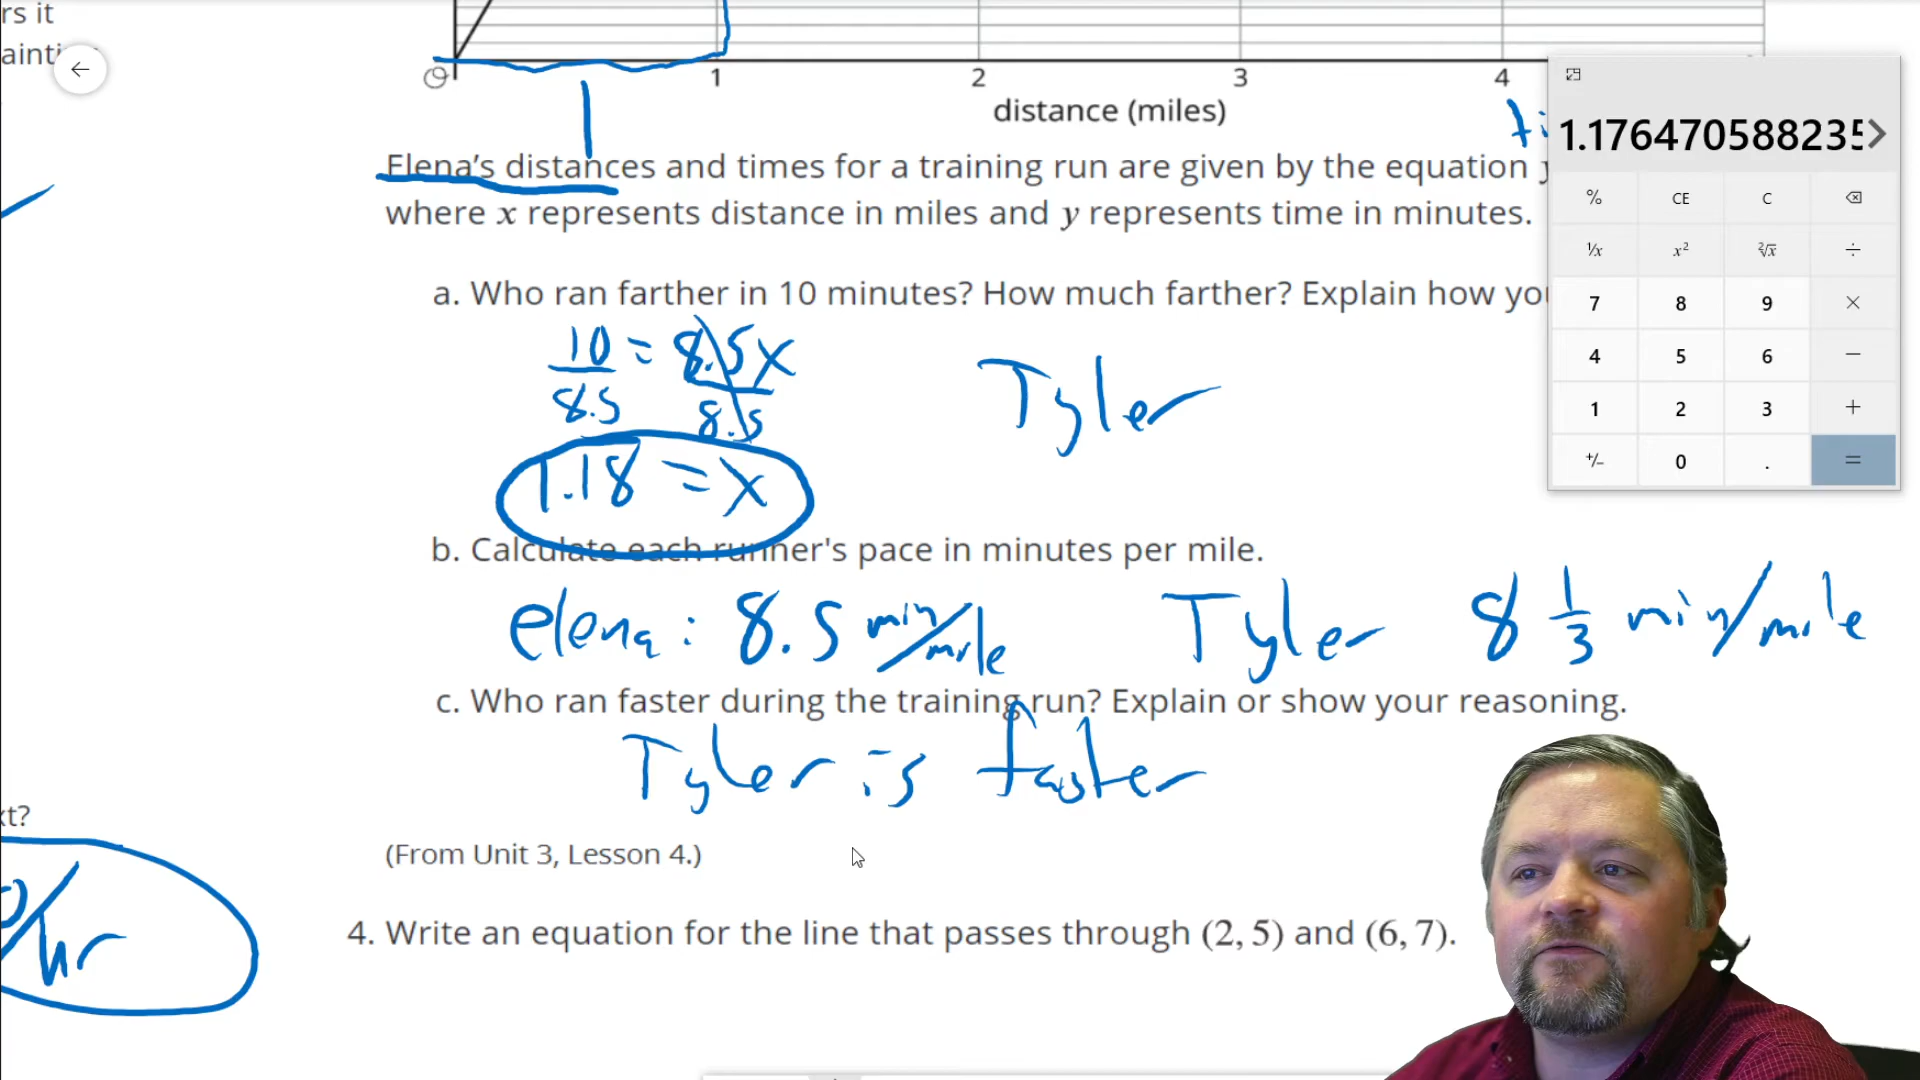 rs it
1 2 3 4
distance (miles)
1
1.176470588235
Elena's distances and times for a training run are given by the equation y
where x represents distance in miles and y represents time in minutes.
% CE C
1/x x² ²√x ÷
7 8 9 ×
4 5 6 −
1 2 3 +
+/− 0 . =
a. Who ran farther in 10 minutes? How much farther? Explain how you
10 = 8.5x
8.5 8.5
1.18 = x
Tyler
b. Calculate each runner's pace in minutes per mile.
elena: 8.5 min/mile Tyler 8 1/3 min/mile
c. Who ran faster during the training run? Explain or show your reasoning.
Tyler is faster
xt?
(From Unit 3, Lesson 4.)
/hr
4. Write an equation for the line that passes through (2, 5) and (6, 7).